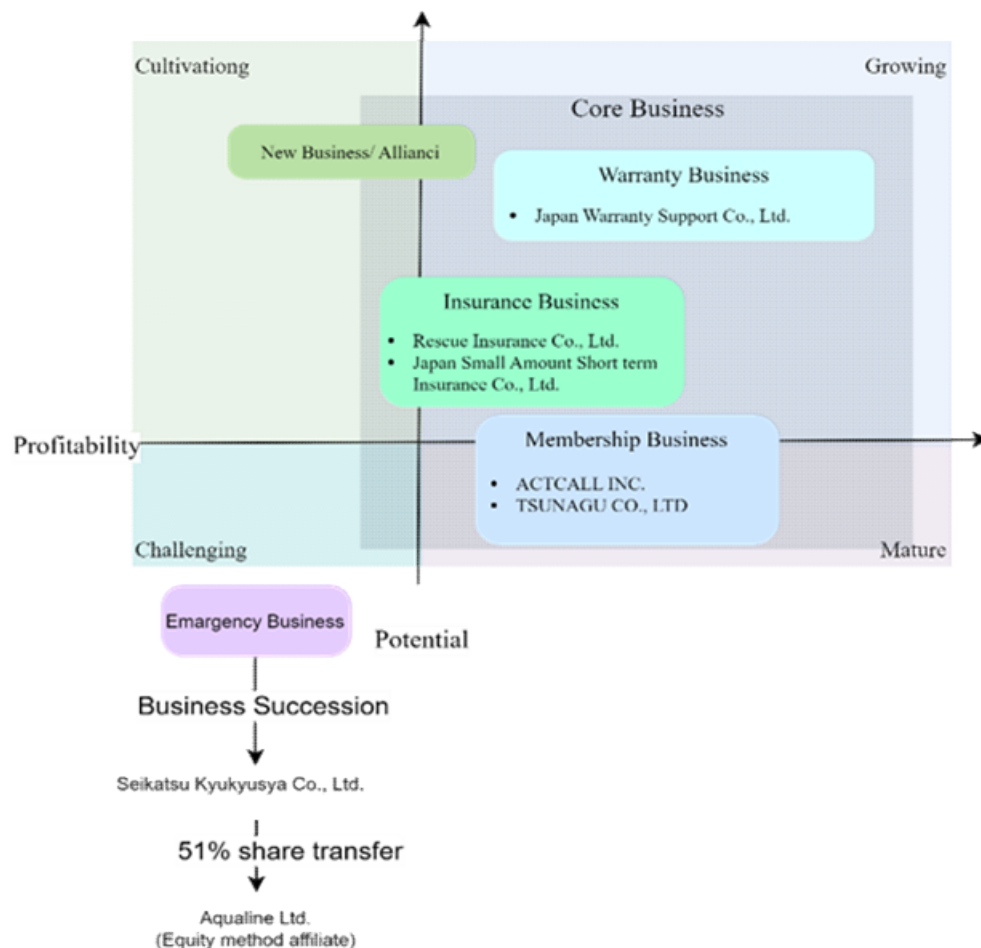 Cultivationg
Growing
Core Business
New Business/ Allianci
Warranty Business
• Japan Warranty Support Co., Ltd.
Insurance Business
• Rescue Insurance Co., Ltd.
• Japan Small Amount Short term
Insurance Co., Ltd.
Profitability
Membership Business
• ACTCALL INC.
• TSUNAGU CO., LTD
Challenging
Mature
Emargency Business
Potential
Business Succession
Seikatsu Kyukyusya Co., Ltd.
51% share transfer
Aqualine Ltd.
(Equity method affiliate)